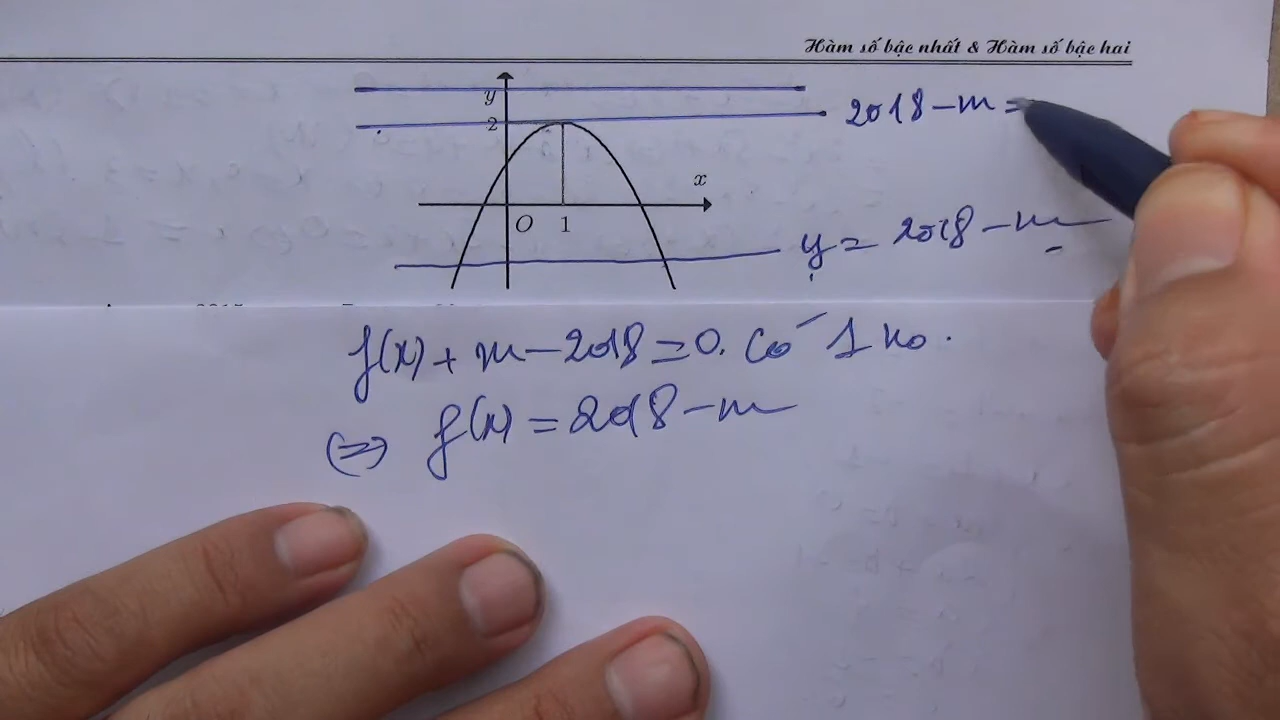 Hàm số bậc nhất & Hàm số bậc hai
y
2
2018 - m =
x
O 1
y = 2018 - m
f(x) + m - 2018 = 0. Có 1 no.
(=>) f(x) = 2018 - m